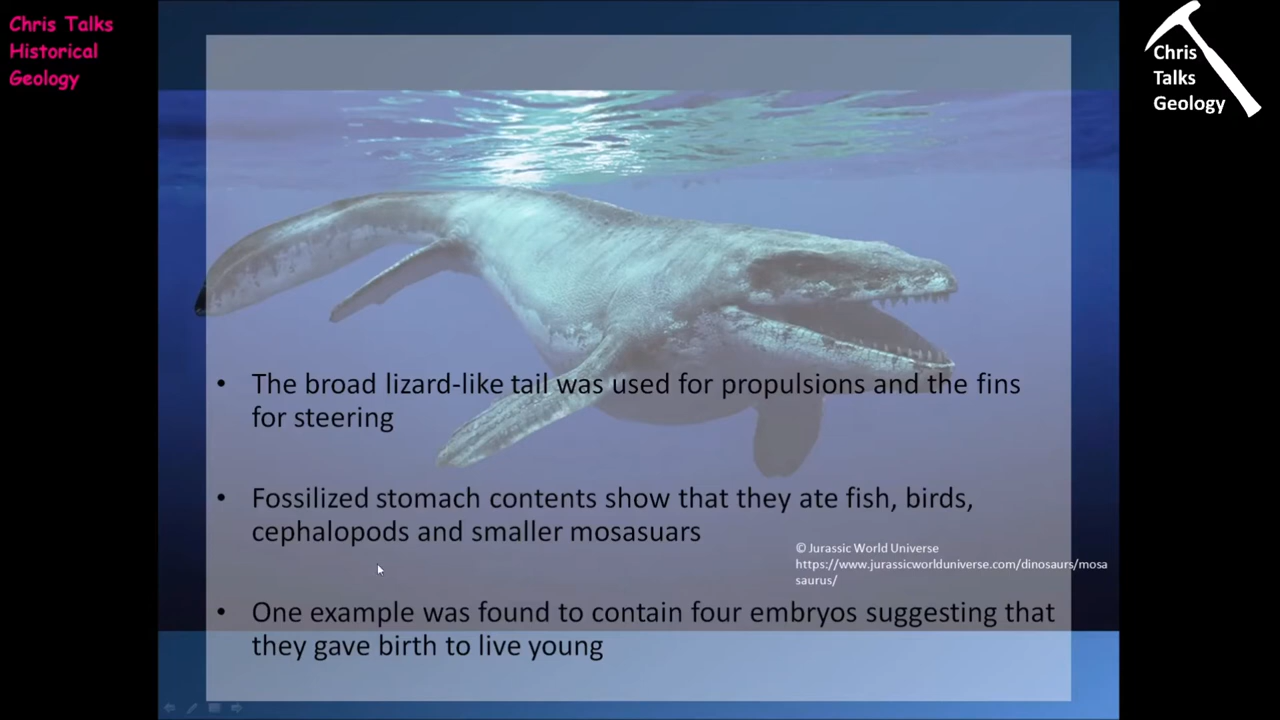 Chris Talks
Historical
Geology
Chris
Talks
Geology
• The broad lizard-like tail was used for propulsions and the fins
for steering
• Fossilized stomach contents show that they ate fish, birds,
cephalopods and smaller mosasuars
© Jurassic World Universe
https://www.jurassicworlduniverse.com/dinosaurs/mosa
saurus/
• One example was found to contain four embryos suggesting that
they gave birth to live young